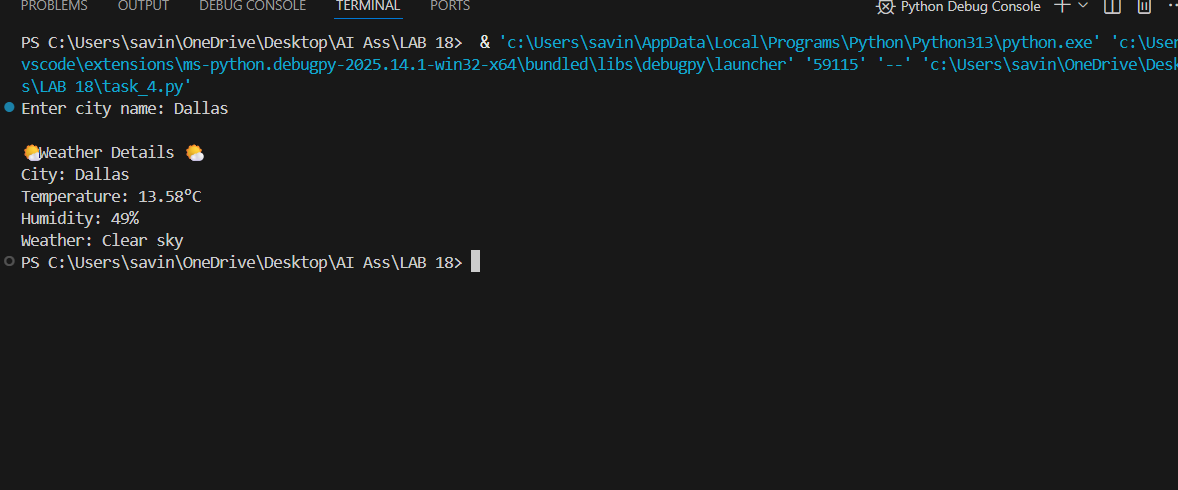 PROBLEMS OUTPUT DEBUG CONSOLE TERMINAL PORTS Python Debug Console
PS C:\Users\savin\OneDrive\Desktop\AI Ass\LAB 18>  & 'c:\Users\savin\AppData\Local\Programs\Python\Python313\python.exe' 'c:\User
vscode\extensions\ms-python.debugpy-2025.14.1-win32-x64\bundled\libs\debugpy\launcher' '59115' '--' 'c:\Users\savin\OneDrive\Desk
s\LAB 18\task_4.py'
Enter city name: Dallas
🌤️Weather Details 🌤️
City: Dallas
Temperature: 13.58°C
Humidity: 49%
Weather: Clear sky
PS C:\Users\savin\OneDrive\Desktop\AI Ass\LAB 18>